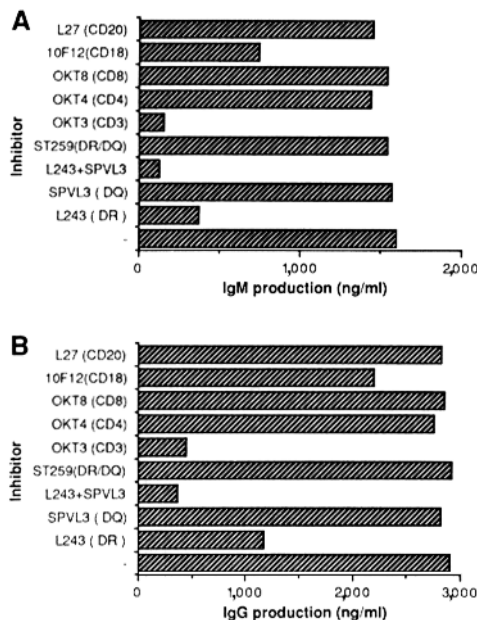 A
L27 (CD20)
10F12(CD18)
OKT8 (CD8)
OKT4 (CD4)
OKT3 (CD3)
ST259(DR/DQ)
L243+SPVL3
SPVL3 ( DQ)
L243 ( DR )
-
Inhibitor
0 1,000 2,000
IgM production (ng/ml)
B
L27 (CD20)
10F12(CD18)
OKT8 (CD8)
OKT4 (CD4)
OKT3 (CD3)
ST259(DR/DQ)
L243+SPVL3
SPVL3 ( DQ)
L243 ( DR )
-
Inhibitor
0 1,000 2,000 3,000
IgG production (ng/ml)